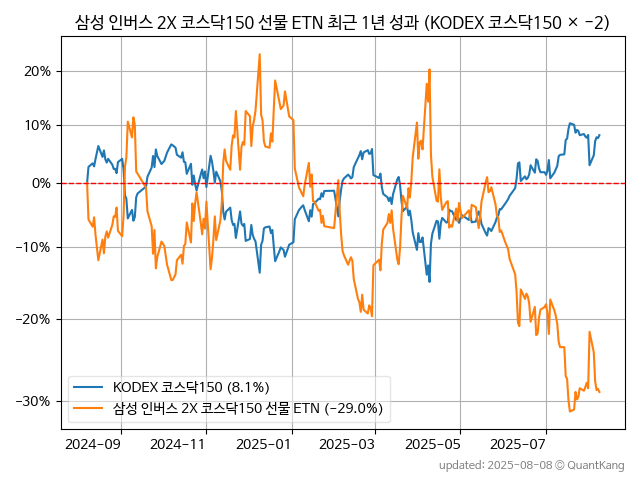 삼성 인버스 2X 코스닥150 선물 ETN 최근 1년 성과 (KODEX 코스닥150 × -2)
20%
10%
0%
-10%
-20%
-30%
KODEX 코스닥150 (8.1%)
삼성 인버스 2X 코스닥150 선물 ETN (-29.0%)
2024-09 2024-11 2025-01 2025-03 2025-05 2025-07
updated: 2025-08-08 © QuantKang